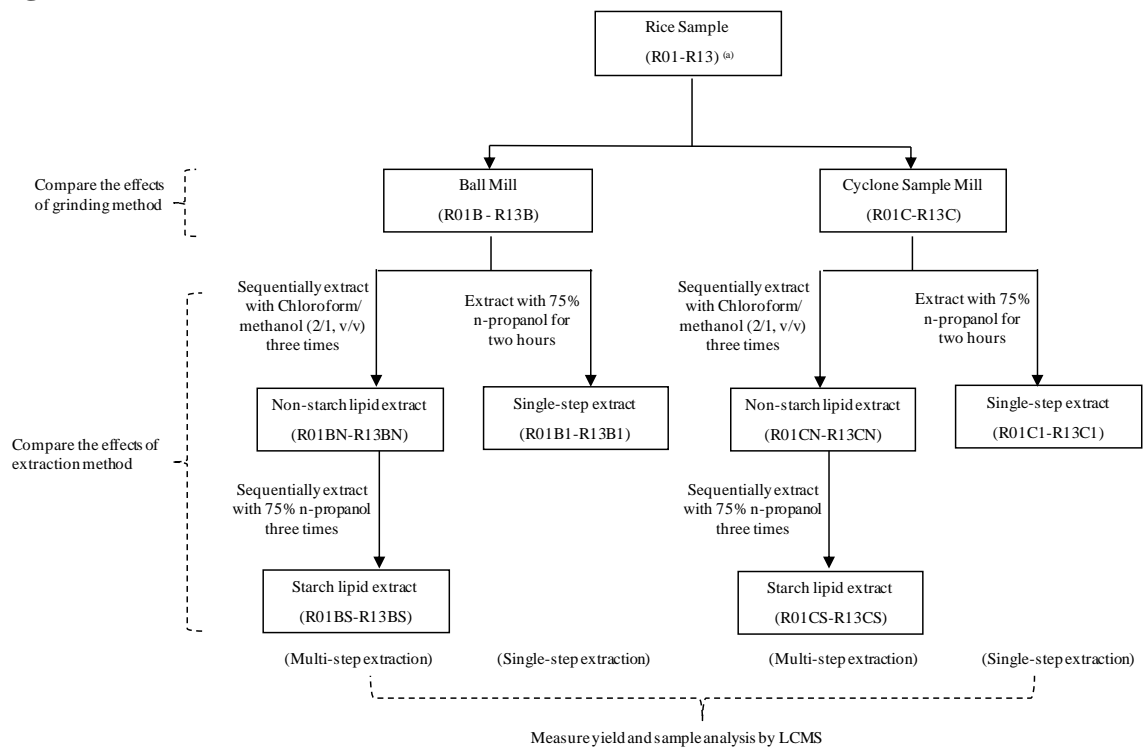 Rice Sample
(R01-R13) (a)
Compare the effects
of grinding method
Ball Mill
(R01B - R13B)
Cyclone Sample Mill
(R01C-R13C)
Compare the effects of
extraction method
Sequentially extract
with Chloroform/
methanol (2/1, v/v)
three times
Extract with 75%
n-propanol for
two hours
Sequentially extract
with Chloroform/
methanol (2/1, v/v)
three times
Extract with 75%
n-propanol for
two hours
Non-starch lipid extract
(R01BN-R13BN)
Single-step extract
(R01B1-R13B1)
Non-starch lipid extract
(R01CN-R13CN)
Single-step extract
(R01C1-R13C1)
Sequentially extract
with 75% n-propanol
three times
Sequentially extract
with 75% n-propanol
three times
Starch lipid extract
(R01BS-R13BS)
Starch lipid extract
(R01CS-R13CS)
(Multi-step extraction)
(Single-step extraction)
(Multi-step extraction)
(Single-step extraction)
Measure yield and sample analysis by LCMS